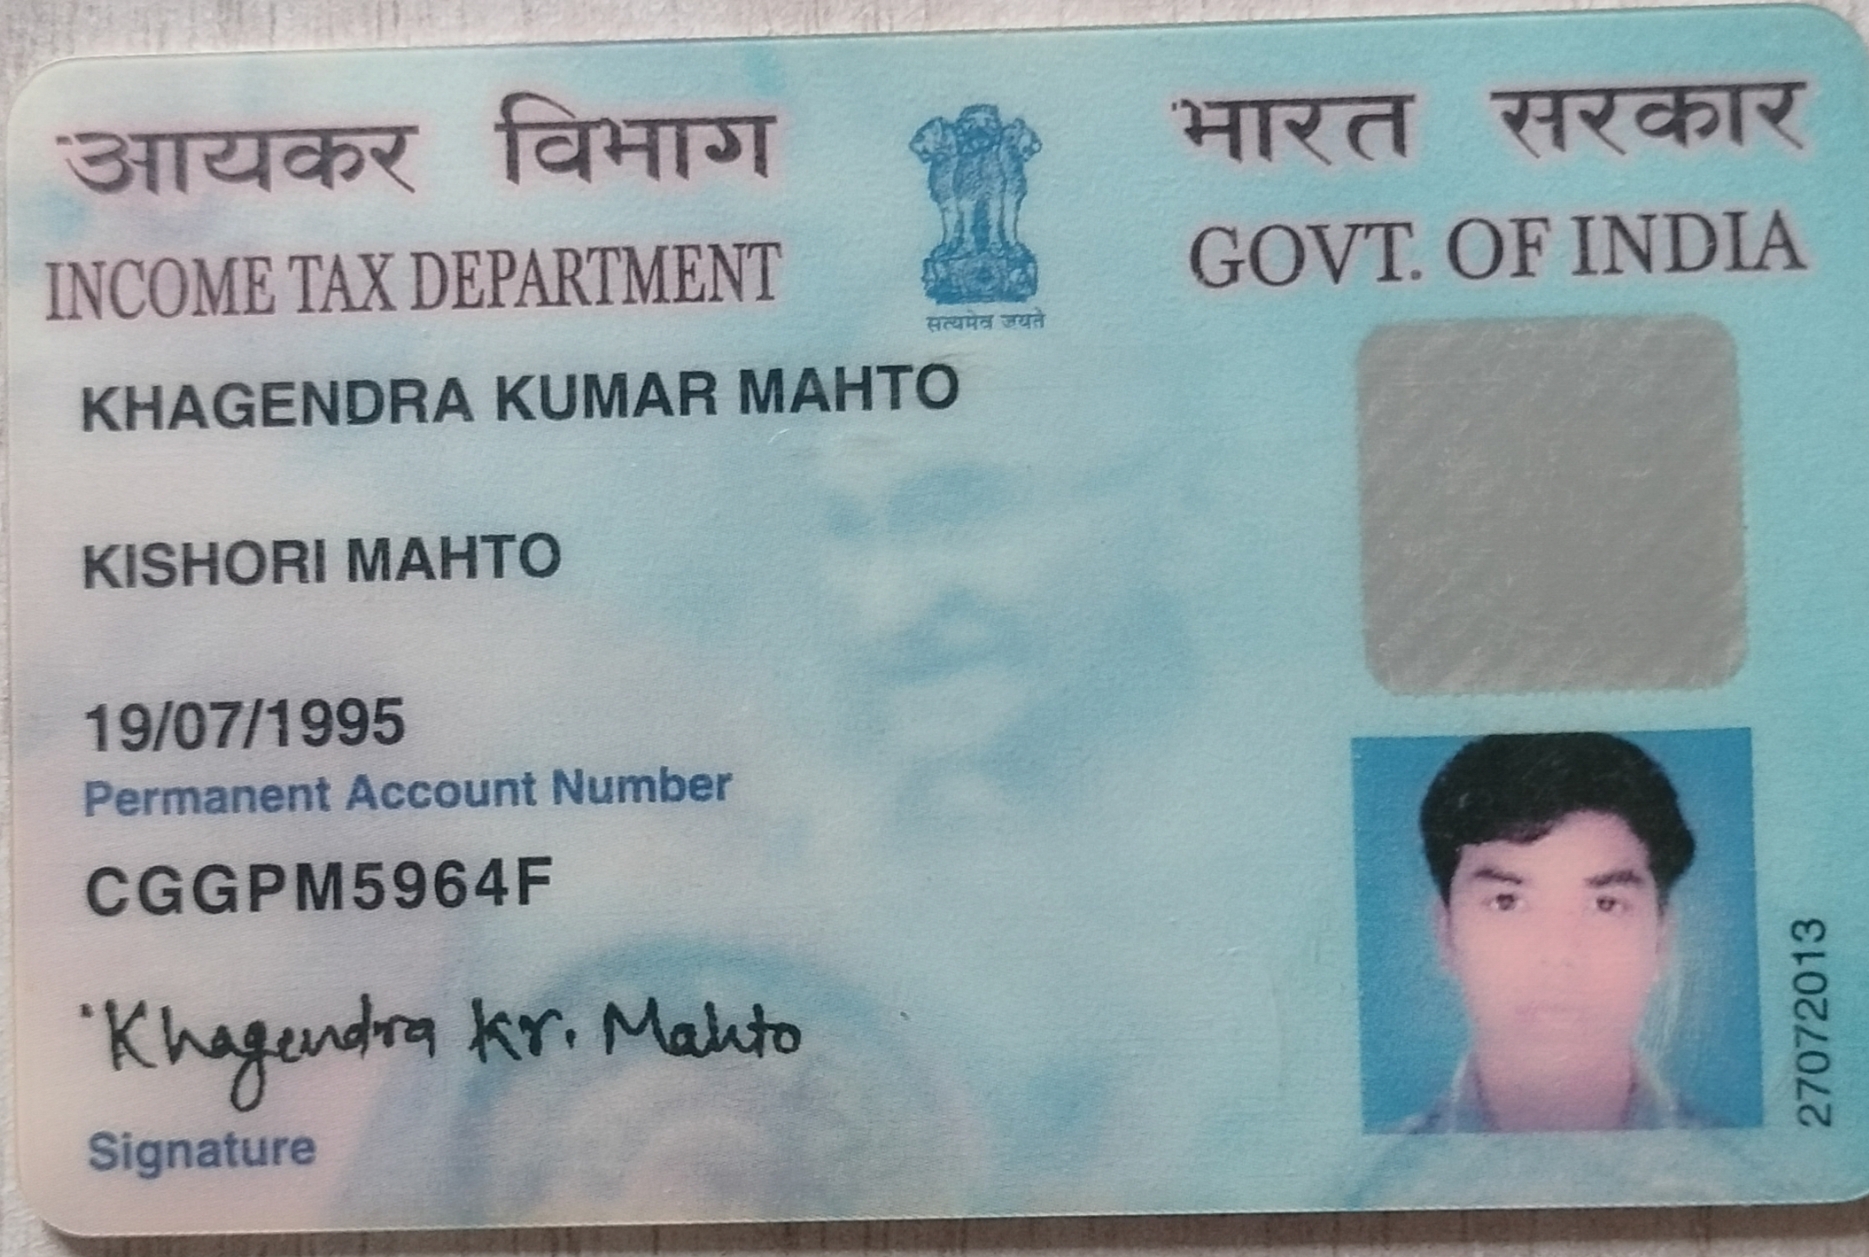 आयकर विभाग
INCOME TAX DEPARTMENT
सत्यमेव जयते
भारत सरकार
GOVT. OF INDIA
KHAGENDRA KUMAR MAHTO
KISHORI MAHTO
19/07/1995
Permanent Account Number
CGGPM5964F
Khagendra Kr. Mahto
Signature
27072013